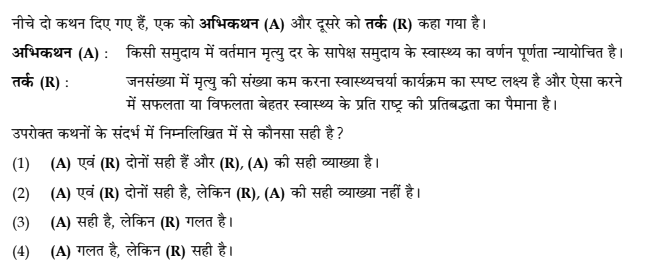 नीचे दो कथन दिए गए हैं, एक को अभिकथन (A) और दूसरे को तर्क (R) कहा गया है।
अभिकथन (A) : किसी समुदाय में वर्तमान मृत्यु दर के सापेक्ष समुदाय के स्वास्थ्य का वर्णन पूर्णता न्यायोचित है।
तर्क (R) : जनसंख्या में मृत्यु की संख्या कम करना स्वास्थ्यचर्या कार्यक्रम का स्पष्ट लक्ष्य है और ऐसा करने
में सफलता या विफलता बेहतर स्वास्थ्य के प्रति राष्ट्र की प्रतिबद्धता का पैमाना है।
उपरोक्त कथनों के संदर्भ में निम्नलिखित में से कौनसा सही है ?
(1) (A) एवं (R) दोनों सही हैं और (R), (A) की सही व्याख्या है।
(2) (A) एवं (R) दोनों सही है, लेकिन (R), (A) की सही व्याख्या नहीं है।
(3) (A) सही है, लेकिन (R) गलत है।
(4) (A) गलत है, लेकिन (R) सही है।